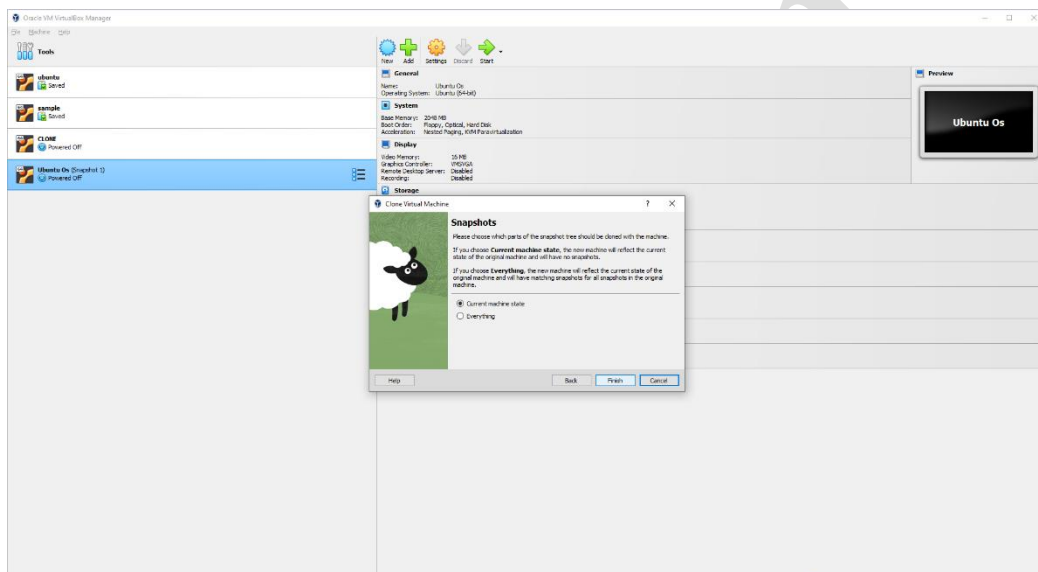 Oracle VM VirtualBox Manager
File Machine Help
Tools
New Add Settings Discard Start
ubuntu
Saved
sample
Saved
CLONE
Powered Off
Ubuntu Os (Snapshot 1)
Powered Off
General
Name: Ubuntu Os
Operating System: Ubuntu (64-bit)
System
Base Memory: 2048 MB
Boot Order: Floppy, Optical, Hard Disk
Acceleration: Nested Paging, KVM Paravirtualization
Display
Video Memory: 16 MB
Graphics Controller: VMSVGA
Remote Desktop Server: Disabled
Recording: Disabled
Storage
Preview
Ubuntu Os
Clone Virtual Machine ? X
Snapshots
Please choose which parts of the snapshot tree should be cloned with the machine.
If you choose Current machine state, the new machine will reflect the current
state of the original machine and will have no snapshots.
If you choose Everything, the new machine will reflect the current state of the
original machine and will have matching snapshots for all snapshots in the original
machine.
Current machine state
Everything
Help Back Finish Cancel